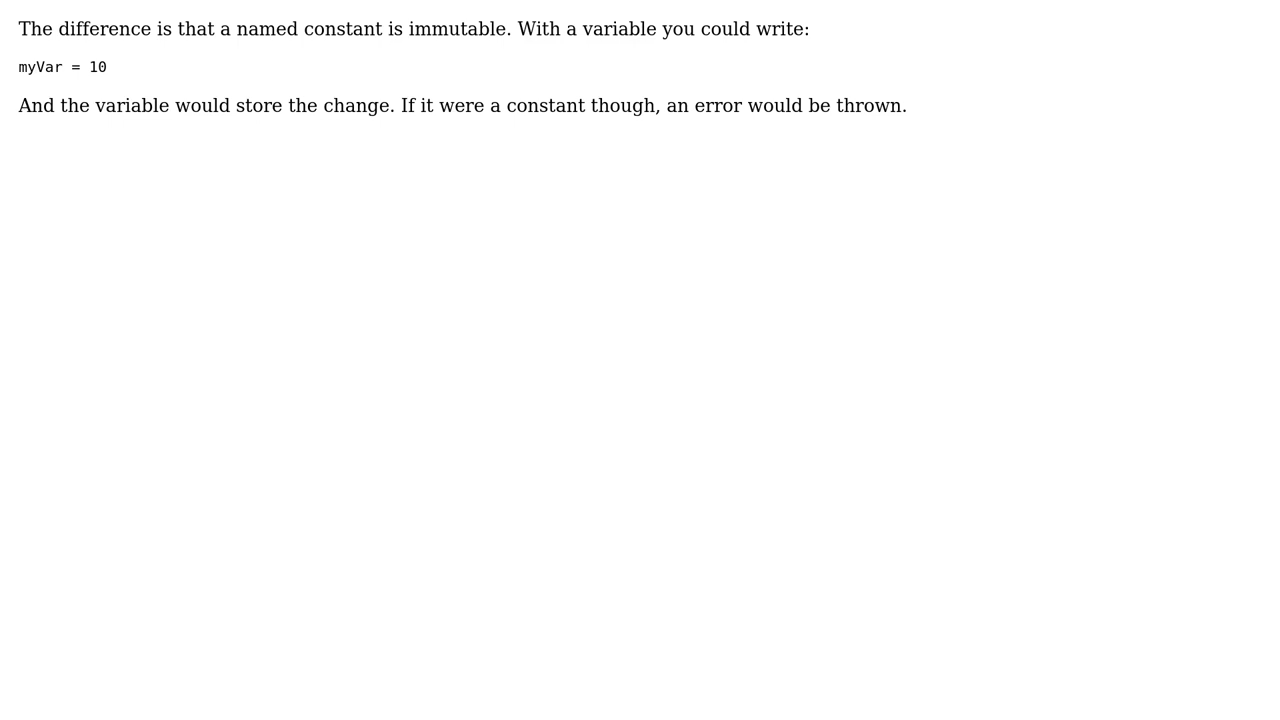 The difference is that a named constant is immutable. With a variable you could write:
myVar = 10
And the variable would store the change. If it were a constant though, an error would be thrown.